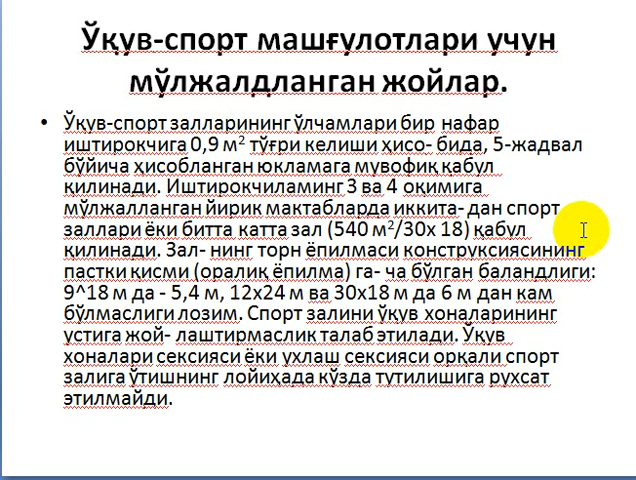 Ўқув-спорт машғулотлари учун
мўлжалдланган жойлар.
• Ўқув-спорт залларининг ўлчамлари бир нафар
иштирокчига 0,9 м² тўғри келиши ҳисо- бида, 5-жадвал
бўйича ҳисобланган юкламага мувофиқ қабул
қилинади. Иштирокчиламинг 3 ва 4 оқимига
мўлжалланган йирик мактабларда иккита- дан спорт
заллари ёки битта катта зал (540 м²/30х 18) қабул
қилинади. Зал- нинг торн ёпилмаси конструксиясининг
пастки қисми (оралиқ ёпилма) га- ча бўлган баландлиги:
9^18 м да - 5,4 м, 12х24 м ва 30х18 м да 6 м дан кам
бўлмаслиги лозим. Спорт залини ўқув хоналарининг
устига жой- лаштирмаслик талаб этилади. Ўқув
хоналари сексияси ёки ухлаш сексияси орқали спорт
залига ўтишнинг лойиҳада кўзда тутилишига рухсат
этилмайди.